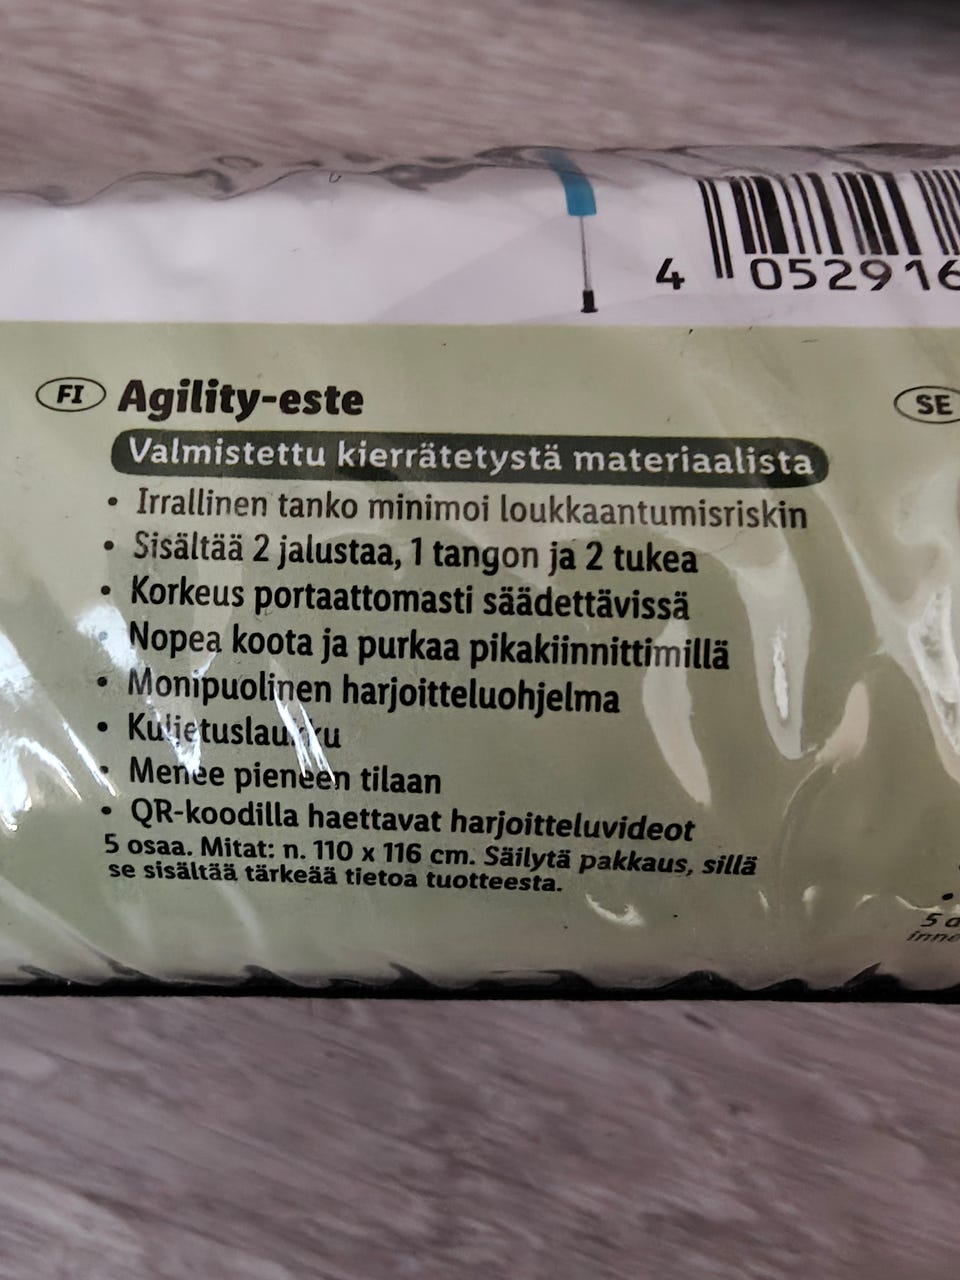 4 052916
FI Agility-este
Valmistettu kierrätetystä materiaalista
• Irrallinen tanko minimoi loukkaantumisriskin
• Sisältää 2 jalustaa, 1 tangon ja 2 tukea
• Korkeus portaattomasti säädettävissä
• Nopea koota ja purkaa pikakiinnittimillä
• Monipuolinen harjoitteluohjelma
• Kuljetuslaukku
• Menee pieneen tilaan
• QR-koodilla haettavat harjoitteluvideot
5 osaa. Mitat: n. 110 x 116 cm. Säilytä pakkaus, sillä
se sisältää tärkeää tietoa tuotteesta.
SE